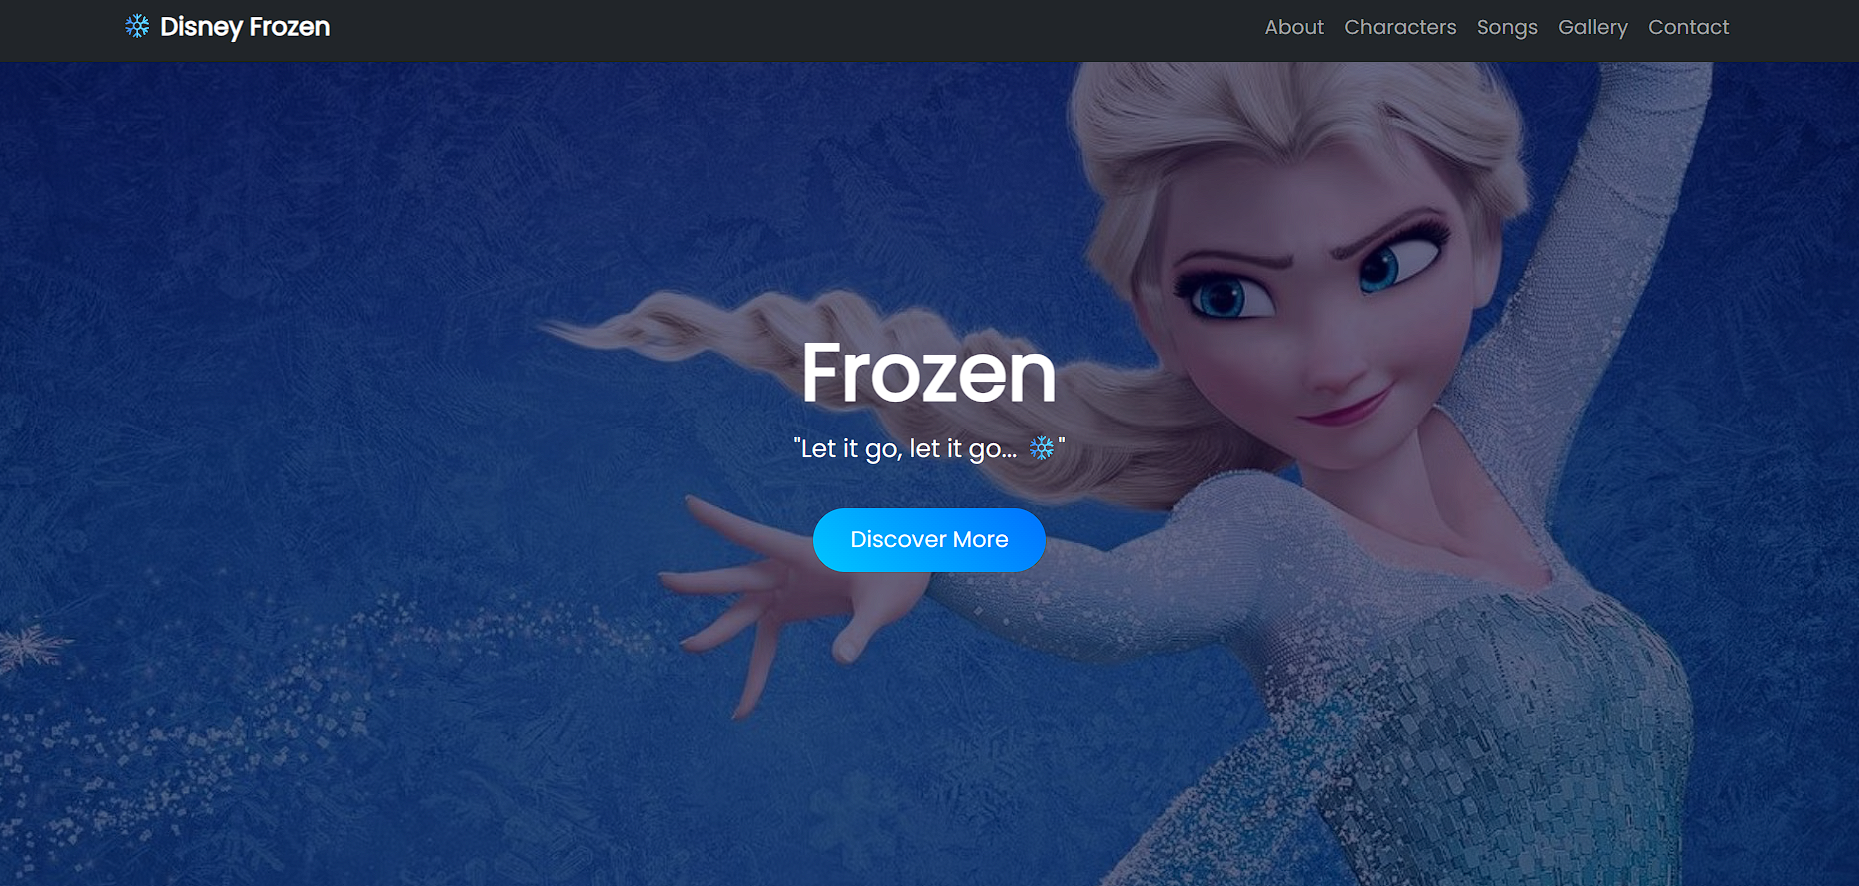 ❄️ Disney Frozen
About Characters Songs Gallery Contact
Frozen
"Let it go, let it go... ❄️"
Discover More